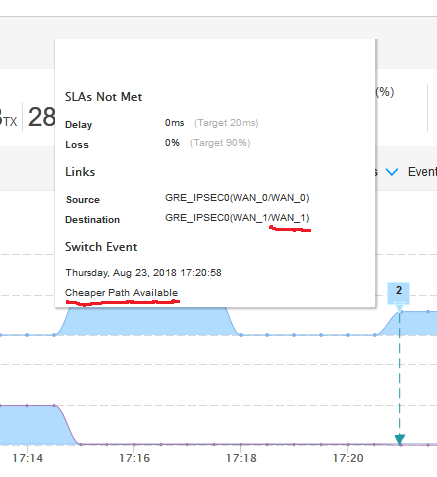 (%)
TX 28
SLAs Not Met
Delay 0ms (Target 20ms)
Loss 0% (Target 90%)
Links
s Event
Source GRE_IPSEC0(WAN_0/WAN_0)
Destination GRE_IPSEC0(WAN_1/WAN_1)
Switch Event
Thursday, Aug 23, 2018 17:20:58
Cheaper Path Available
2
17:14 17:16 17:18 17:20